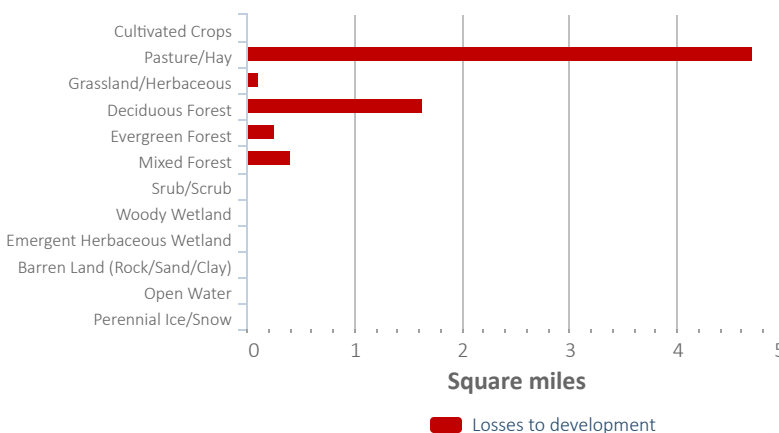 Cultivated Crops
Pasture/Hay
Grassland/Herbaceous
Deciduous Forest
Evergreen Forest
Mixed Forest
Srub/Scrub
Woody Wetland
Emergent Herbaceous Wetland
Barren Land (Rock/Sand/Clay)
Open Water
Perennial Ice/Snow
0 1 2 3 4 5
Square miles
Losses to development